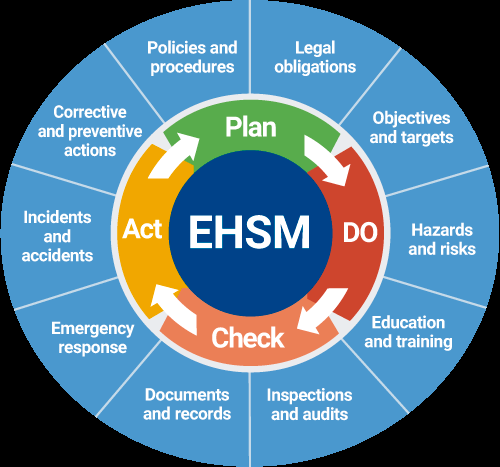 Policies and
procedures
Legal
obligations
Objectives
and targets
Hazards
and risks
Education
and training
Inspections
and audits
Documents
and records
Emergency
response
Incidents
and
accidents
Corrective
and preventive
actions
Plan
DO
Check
Act
EHSM